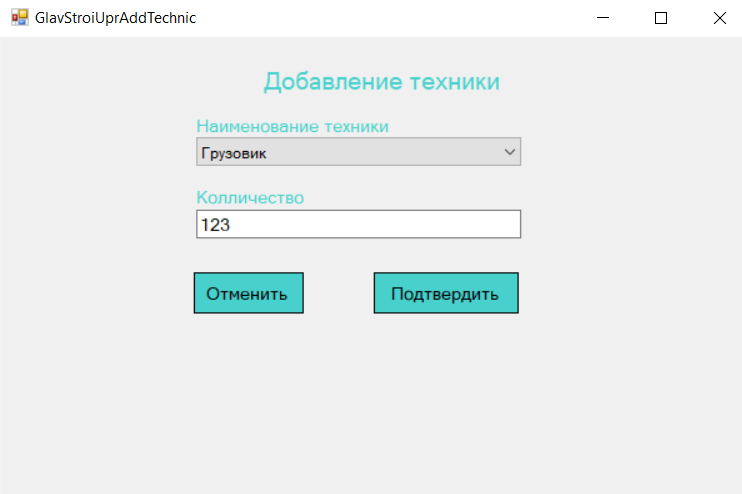 GlavStroiUprAddTechnic
Добавление техники
Наименование техники
Грузовик
Колличество
123
Отменить
Подтвердить